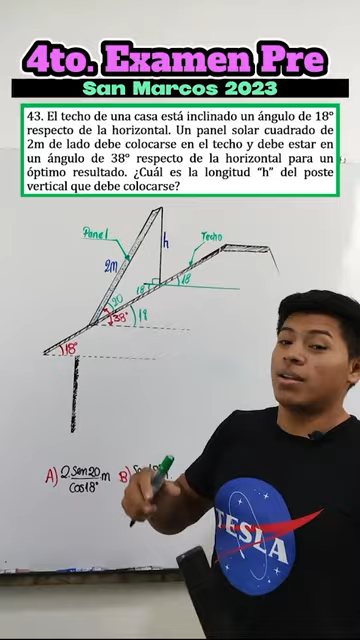 4to. Examen Pre
San Marcos 2023
43. El techo de una casa está inclinado un ángulo de 18°
respecto de la horizontal. Un panel solar cuadrado de
2m de lado debe colocarse en el techo y debe estar en
un ángulo de 38° respecto de la horizontal para un
óptimo resultado. ¿Cuál es la longitud “h” del poste
vertical que debe colocarse?
Panel
h
Techo
2m
18
18
20
38°
18
18°
A) 2.Sen20
Cos18° m
B)
TESLA